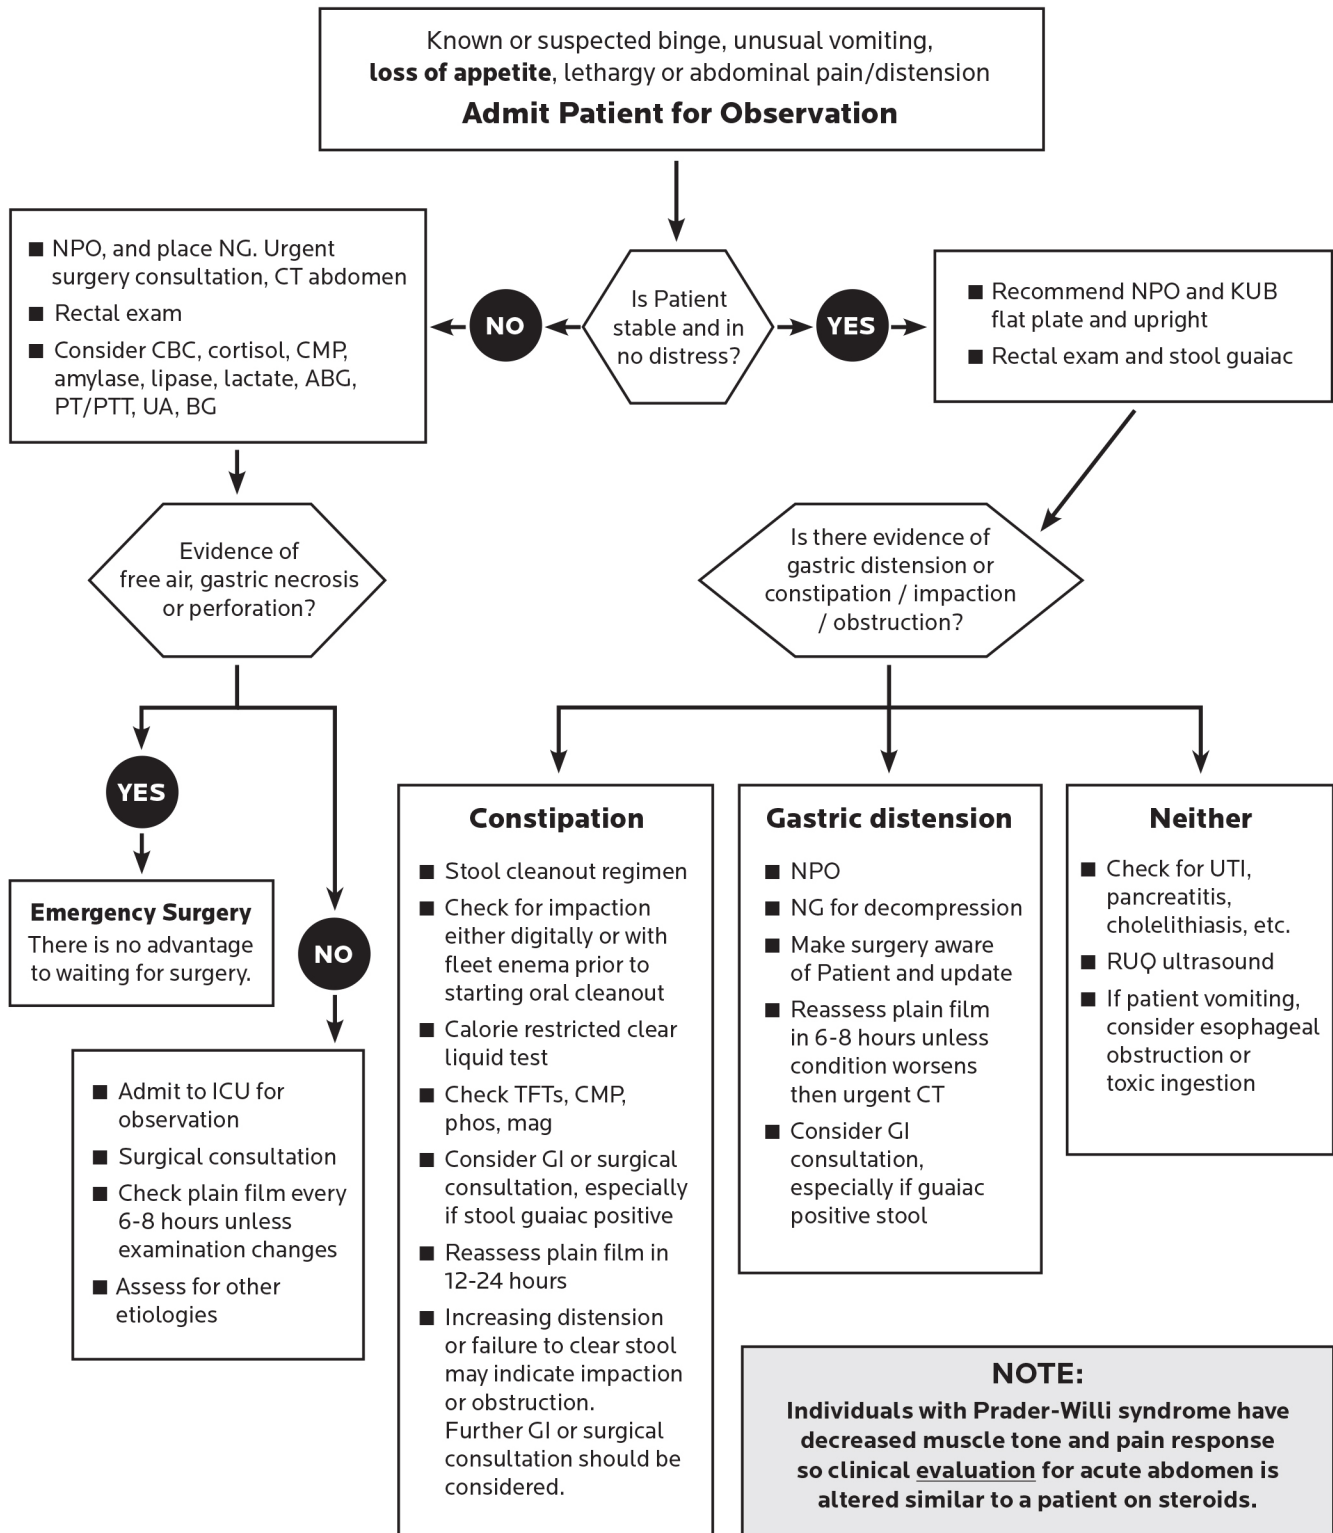 Known or suspected binge, unusual vomiting,
loss of appetite, lethargy or abdominal pain/distension
Admit Patient for Observation
■ NPO, and place NG. Urgent
surgery consultation, CT abdomen
■ Rectal exam
■ Consider CBC, cortisol, CMP,
amylase, lipase, lactate, ABG,
PT/PTT, UA, BG
NO
Is Patient
stable and in
no distress?
YES
■ Recommend NPO and KUB
flat plate and upright
■ Rectal exam and stool guaiac
Evidence of
free air, gastric necrosis
or perforation?
Is there evidence of
gastric distension or
constipation / impaction
/ obstruction?
YES
Emergency Surgery
There is no advantage
to waiting for surgery.
NO
■ Admit to ICU for
observation
■ Surgical consultation
■ Check plain film every
6-8 hours unless
examination changes
■ Assess for other
etiologies
Constipation
■ Stool cleanout regimen
■ Check for impaction
either digitally or with
fleet enema prior to
starting oral cleanout
■ Calorie restricted clear
liquid test
■ Check TFTs, CMP,
phos, mag
■ Consider GI or surgical
consultation, especially
if stool guaiac positive
■ Reassess plain film in
12-24 hours
■ Increasing distension
or failure to clear stool
may indicate impaction
or obstruction.
Further GI or surgical
consultation should be
considered.
Gastric distension
■ NPO
■ NG for decompression
■ Make surgery aware
of Patient and update
■ Reassess plain film
in 6-8 hours unless
condition worsens
then urgent CT
■ Consider GI
consultation,
especially if guaiac
positive stool
Neither
■ Check for UTI,
pancreatitis,
cholelithiasis, etc.
■ RUQ ultrasound
■ If patient vomiting,
consider esophageal
obstruction or
toxic ingestion
NOTE:
Individuals with Prader-Willi syndrome have
decreased muscle tone and pain response
so clinical evaluation for acute abdomen is
altered similar to a patient on steroids.